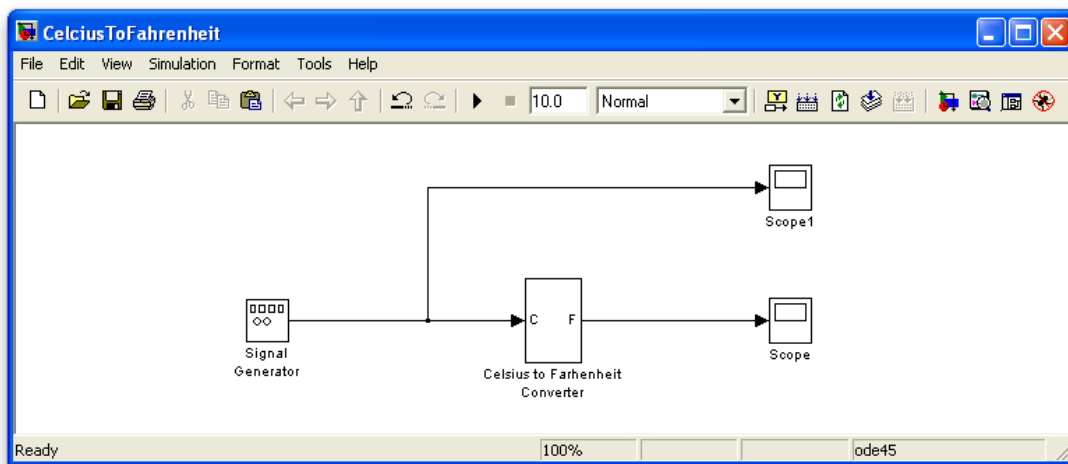 CelciusToFahrenheit
File Edit View Simulation Format Tools Help
10.0 Normal
Scope1
C F
Signal
Generator
Celsius to Farhenheit
Converter
Scope
Ready 100% ode45